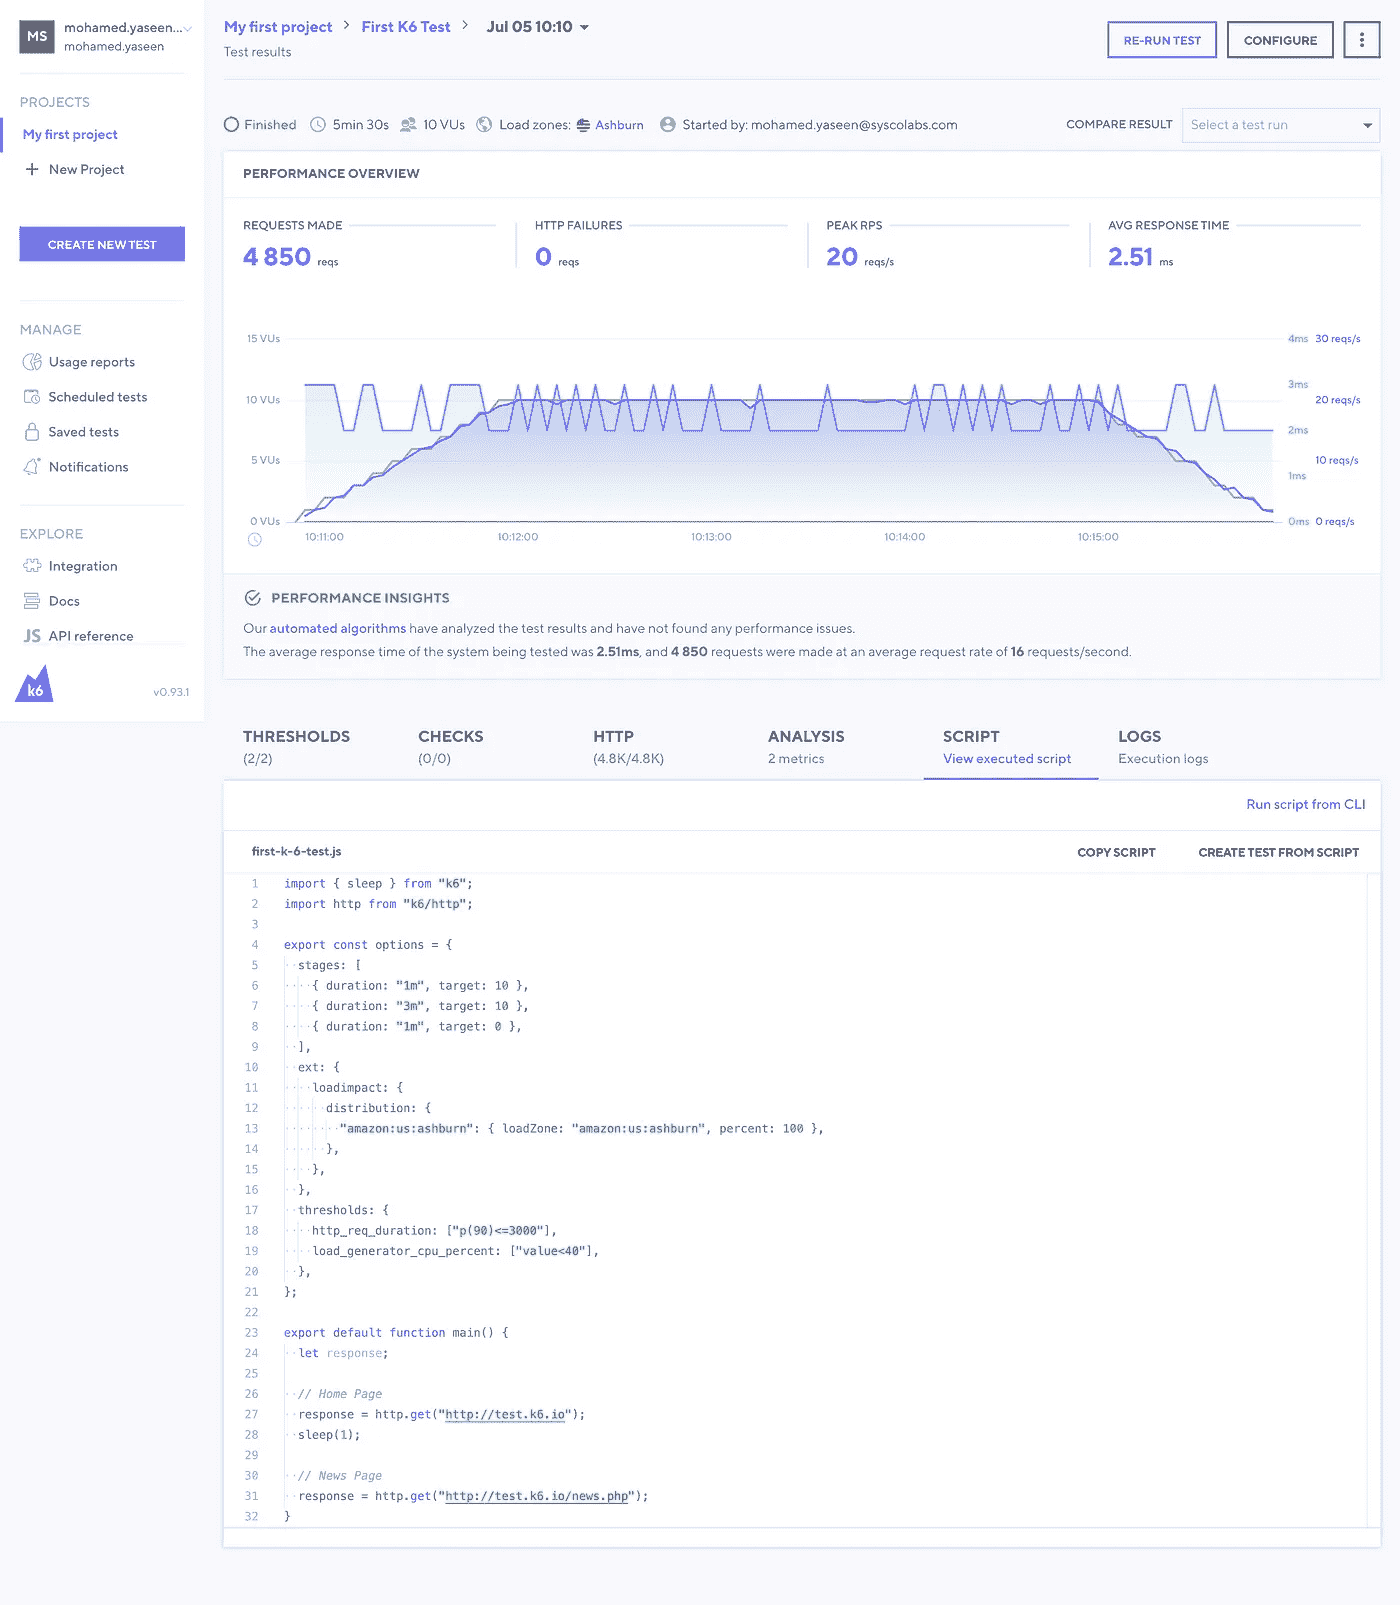 MS
mohamed.yaseen...
mohamed.yaseen
PROJECTS
My first project
New Project
CREATE NEW TEST
MANAGE
Usage reports
Scheduled tests
Saved tests
Notifications
EXPLORE
Integration
Docs
JS API reference
k6
v0.93.1
My first project > First K6 Test > Jul 05 10:10
Test results
RE-RUN TEST
CONFIGURE
Finished 5min 30s 10 VUs Load zones: Ashburn Started by: mohamed.yaseen@syscolabs.com
COMPARE RESULT Select a test run
PERFORMANCE OVERVIEW
REQUESTS MADE
4 850 reqs
HTTP FAILURES
0 reqs
PEAK RPS
20 reqs/s
AVG RESPONSE TIME
2.51 ms
15 VUs
10 VUs
5 VUs
0 VUs
4ms 30 reqs/s
3ms
20 reqs/s
2ms
10 reqs/s
1ms
0ms 0 reqs/s
10:11:00 10:12:00 10:13:00 10:14:00 10:15:00
PERFORMANCE INSIGHTS
Our automated algorithms have analyzed the test results and have not found any performance issues.
The average response time of the system being tested was 2.51ms, and 4 850 requests were made at an average request rate of 16 requests/second.
THRESHOLDS
(2/2)
CHECKS
(0/0)
HTTP
(4.8K/4.8K)
ANALYSIS
2 metrics
SCRIPT
View executed script
LOGS
Execution logs
Run script from CLI
first-k-6-test.js
COPY SCRIPT
CREATE TEST FROM SCRIPT
1 import { sleep } from "k6";
2 import http from "k6/http";
3
4 export const options = {
5 stages: [
6 { duration: "1m", target: 10 },
7 { duration: "3m", target: 10 },
8 { duration: "1m", target: 0 },
9 ],
10 ext: {
11 loadimpact: {
12 distribution: {
13 "amazon:us:ashburn": { loadZone: "amazon:us:ashburn", percent: 100 },
14 },
15 },
16 },
17 thresholds: {
18 http_req_duration: ["p(90)<=3000"],
19 load_generator_cpu_percent: ["value<40"],
20 },
21 };
22
23 export default function main() {
24 let response;
25
26 // Home Page
27 response = http.get("http://test.k6.io");
28 sleep(1);
29
30 // News Page
31 response = http.get("http://test.k6.io/news.php");
32 }